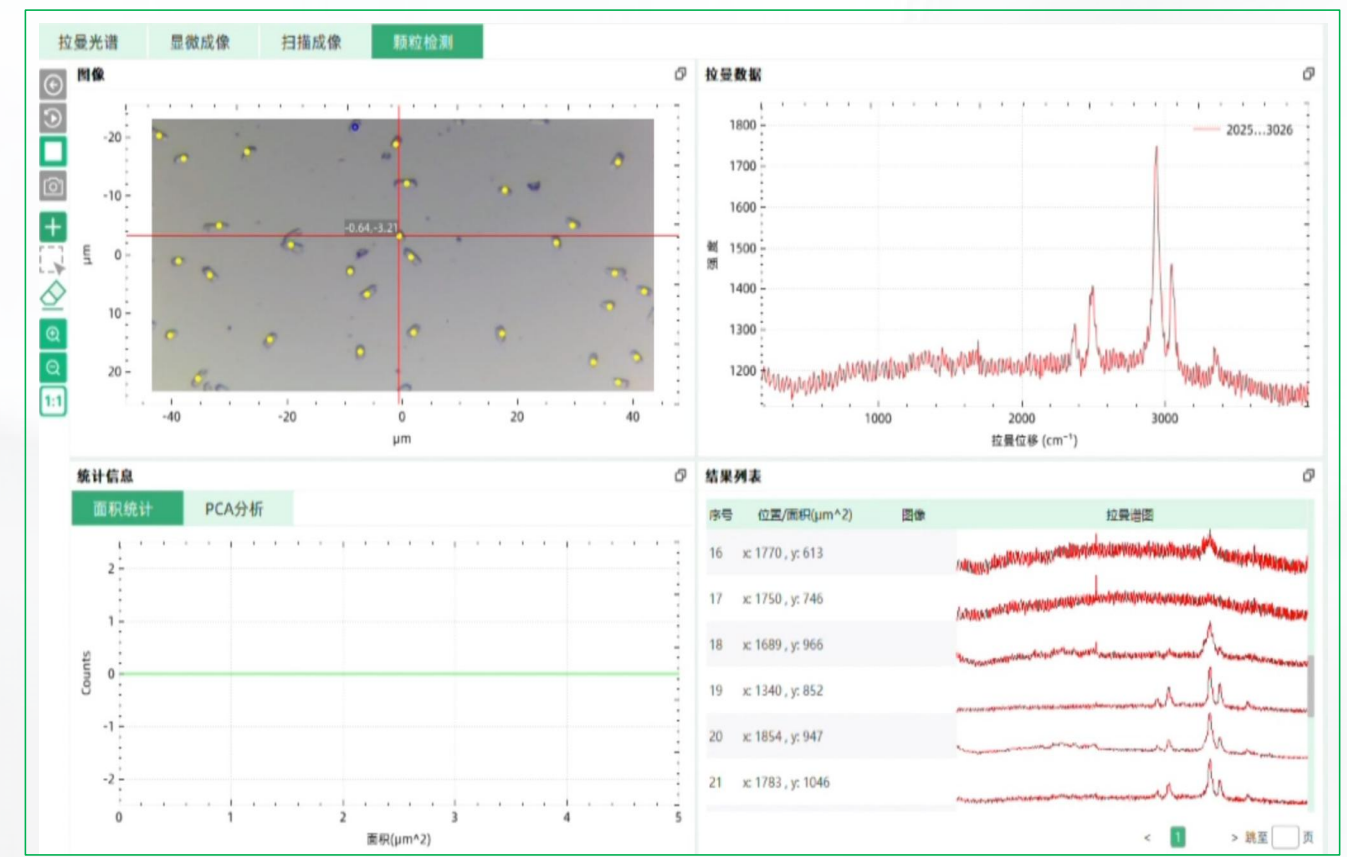 拉曼光谱 显微成像 扫描成像 颗粒检测
图像
-20
-10
0
10
20
μm
-0.64, -3.21
-40 -20 0 20 40
μm
拉曼数据
1800
1700
1600
1500
1400
1300
1200
强度
2025...3026
1000 2000 3000
拉曼位移 (cm⁻¹)
1:1
统计信息
面积统计 PCA分析
2
1
0
-1
-2
Counts
0 1 2 3 4 5
面积(μm^2)
结果列表
序号 位置/面积(μm^2) 图像 拉曼谱图
16 x: 1770 , y: 613
17 x: 1750 , y: 746
18 x: 1689 , y: 966
19 x: 1340 , y: 852
20 x: 1854 , y: 947
21 x: 1783 , y: 1046
< 1 > 跳至 页